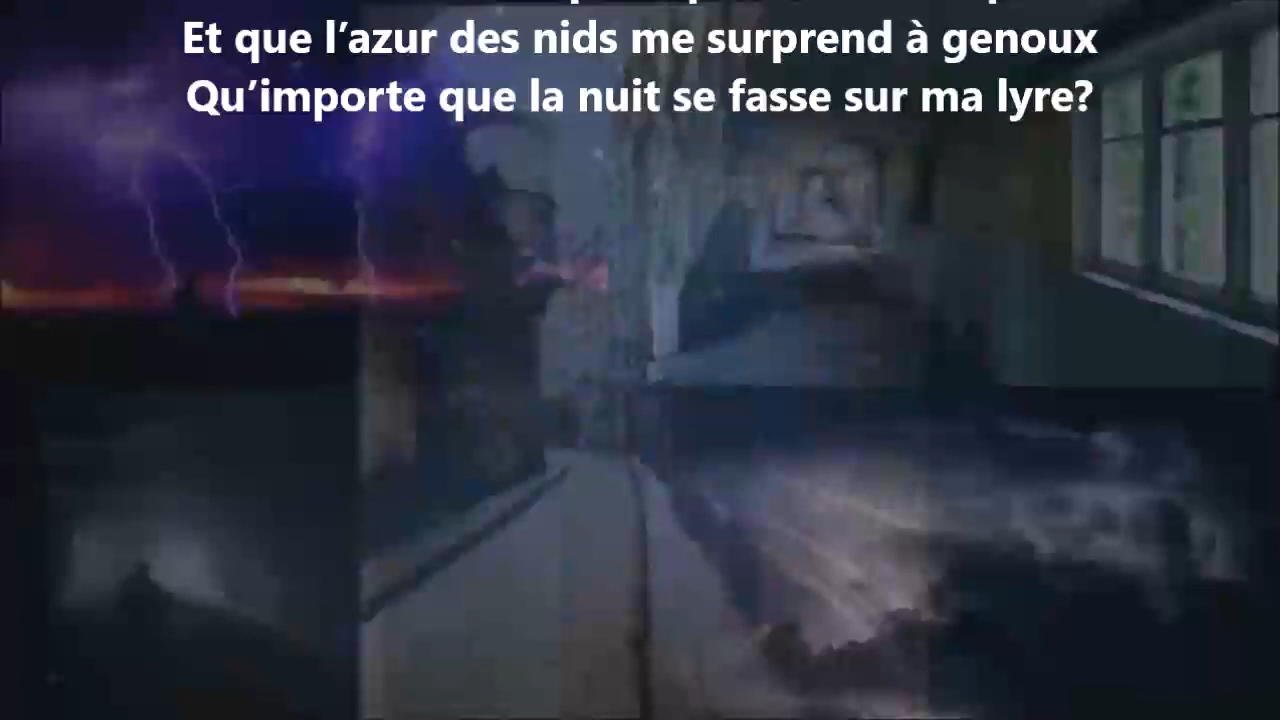 Et que l’azur des nids me surprend à genoux
Qu’importe que la nuit se fasse sur ma lyre?